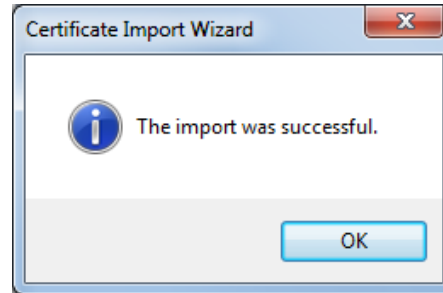 Certificate Import Wizard
The import was successful.
OK